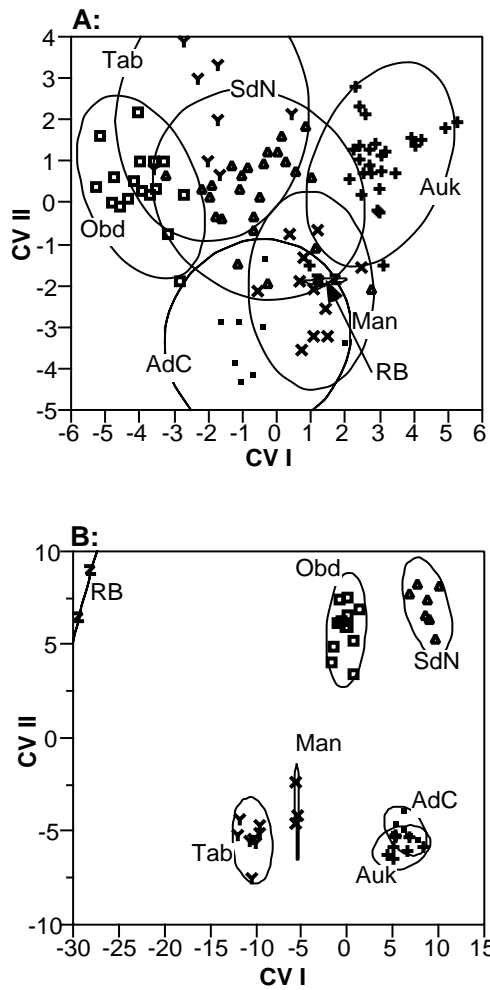 A:
4
3
2
1
0
-1
-2
-3
-4
-5
CV II
Tab
SdN
Auk
Obd
Man
AdC
RB
-6 -5 -4 -3 -2 -1 0 1 2 3 4 5 6
CV I
B:
10
5
0
-5
-10
CV II
RB
Obd
SdN
Man
AdC
Tab
Auk
-30 -25 -20 -15 -10 -5 0 5 10 15
CV I